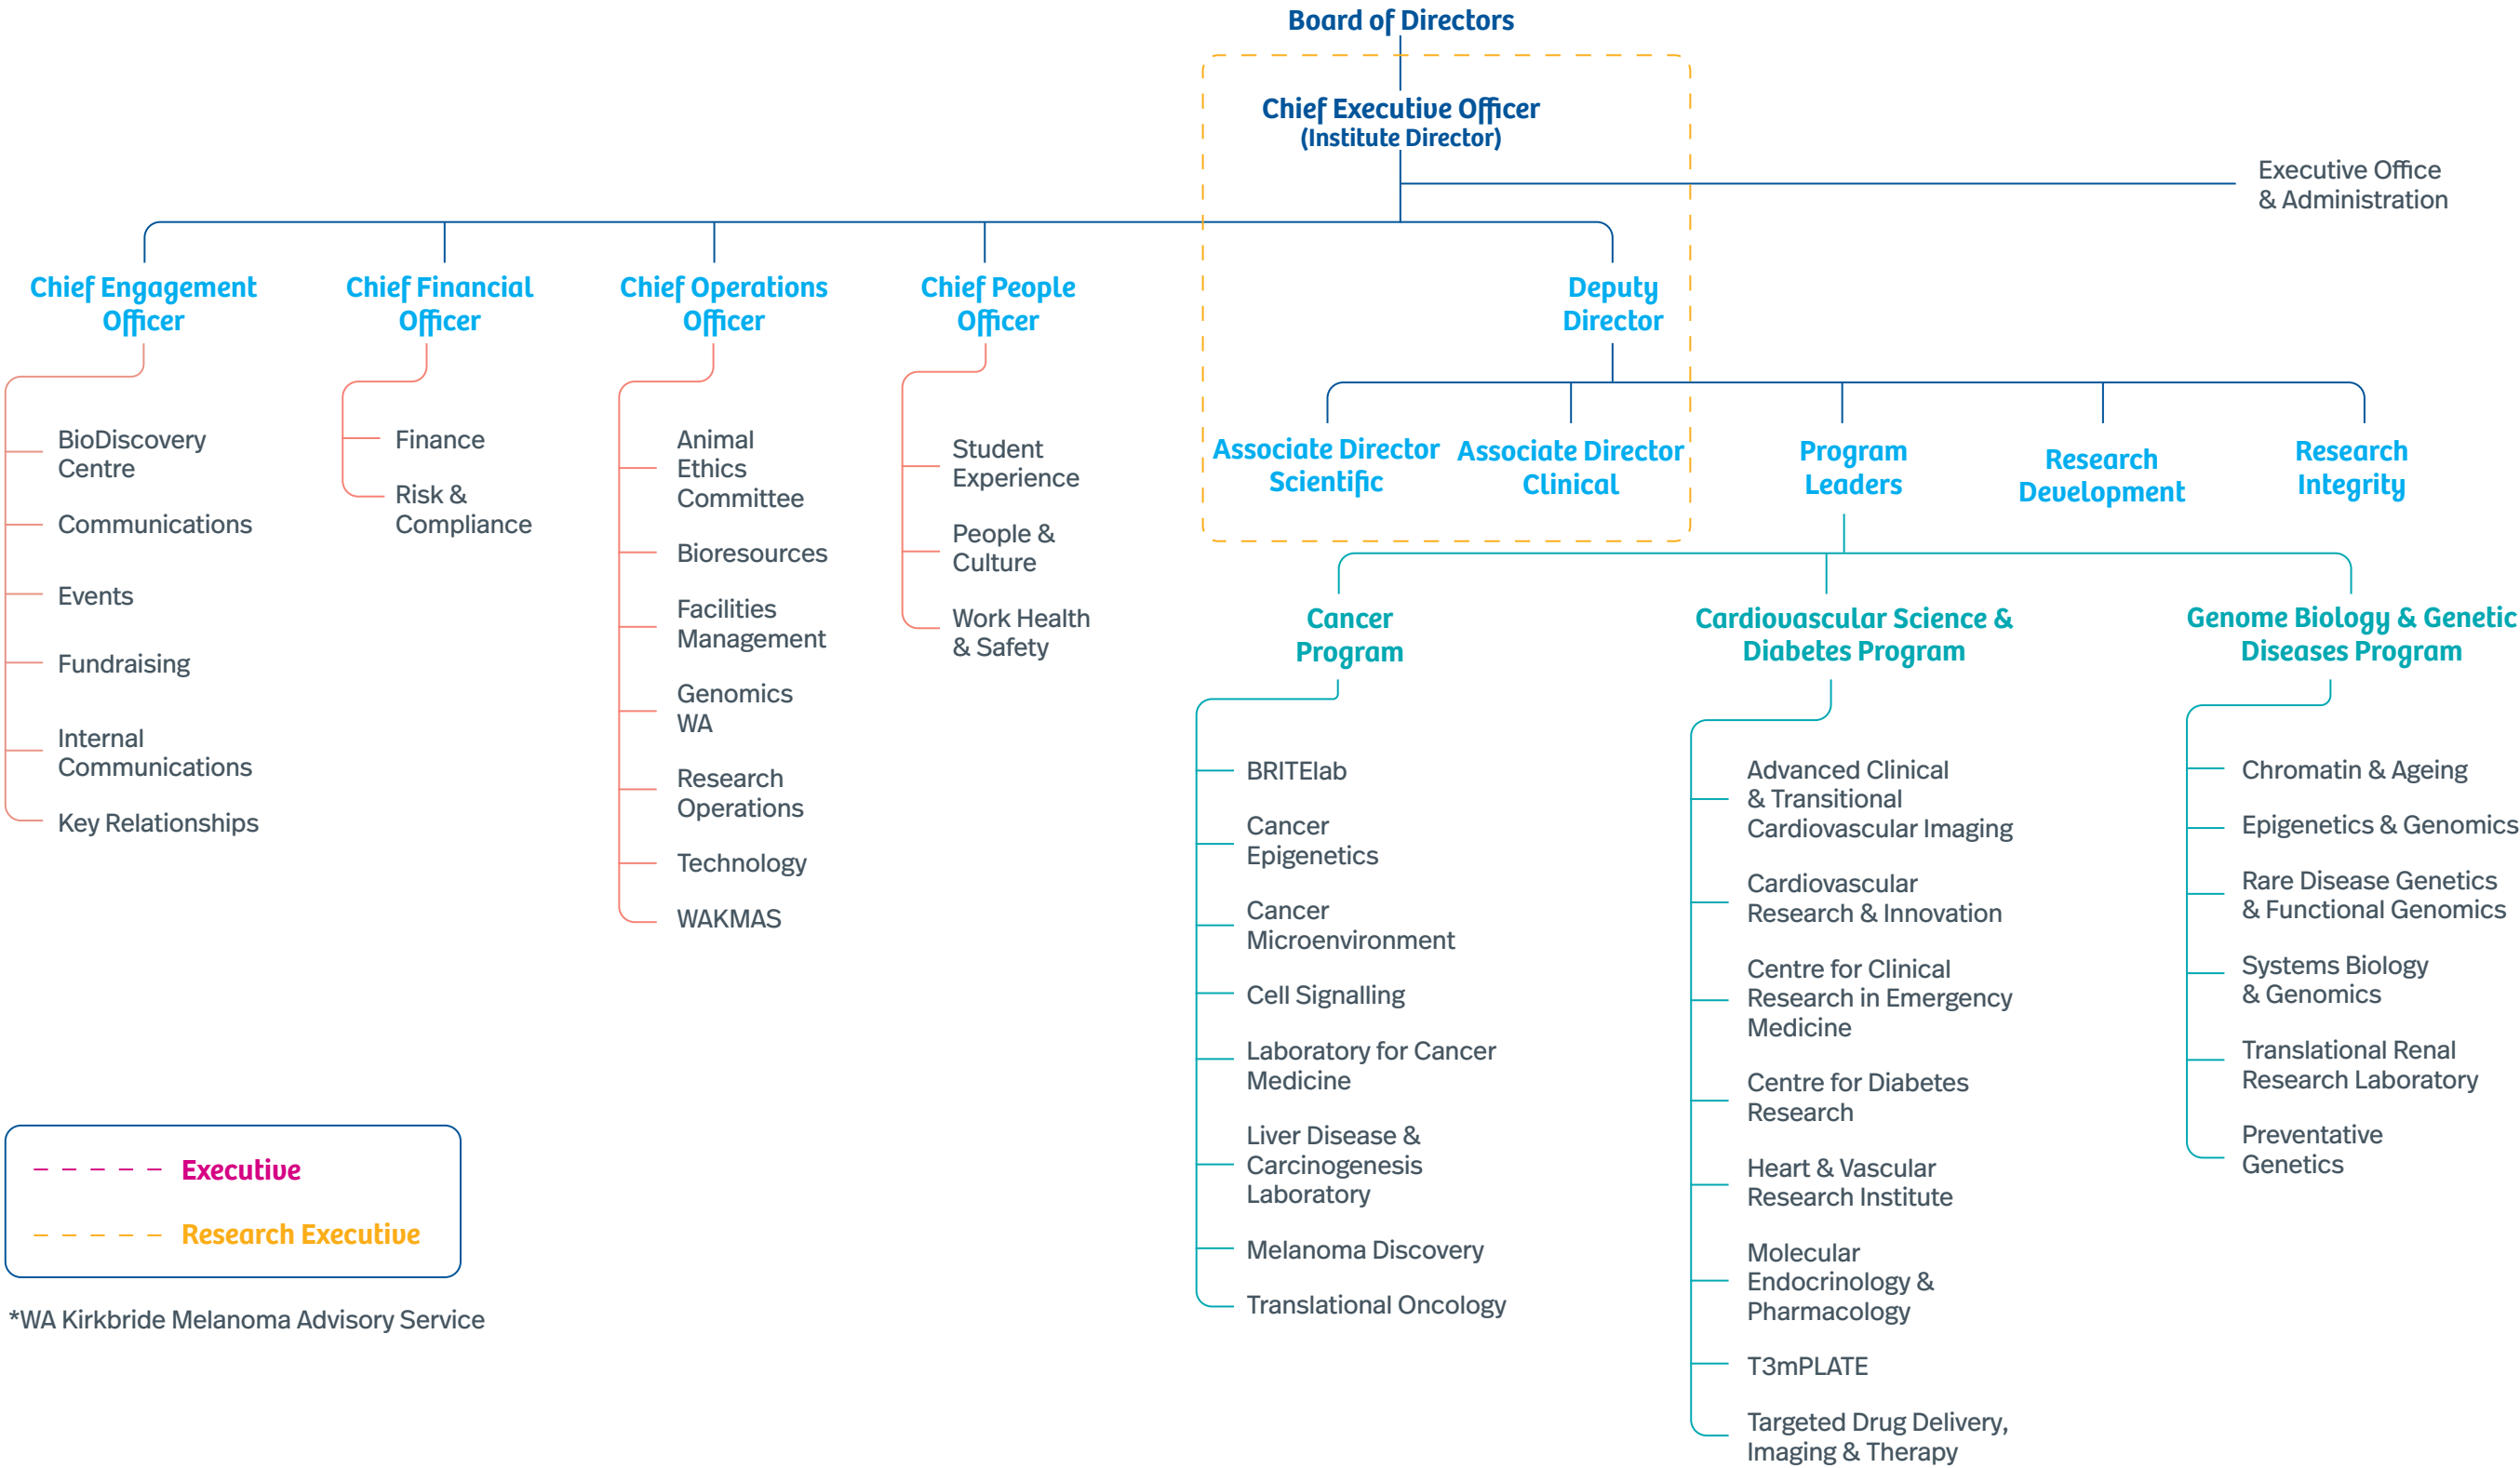 Board of Directors
Chief Executive Officer
(Institute Director)
Executive Office
& Administration
Chief Engagement
Officer
Chief Financial
Officer
Chief Operations
Officer
Chief People
Officer
Deputy
Director
BioDiscovery
Centre
Communications
Events
Fundraising
Internal
Communications
Key Relationships
Finance
Risk &
Compliance
Animal
Ethics
Committee
Bioresources
Facilities
Management
Genomics
WA
Research
Operations
Technology
WAKMAS
Student
Experience
People &
Culture
Work Health
& Safety
Associate Director
Scientific
Associate Director
Clinical
Program
Leaders
Research
Development
Research
Integrity
Cancer
Program
Cardiovascular Science &
Diabetes Program
Genome Biology & Genetic
Diseases Program
BRITElab
Cancer
Epigenetics
Cancer
Microenvironment
Cell Signalling
Laboratory for Cancer
Medicine
Liver Disease &
Carcinogenesis
Laboratory
Melanoma Discovery
Translational Oncology
Advanced Clinical
& Transitional
Cardiovascular Imaging
Cardiovascular
Research & Innovation
Centre for Clinical
Research in Emergency
Medicine
Centre for Diabetes
Research
Heart & Vascular
Research Institute
Molecular
Endocrinology &
Pharmacology
T3mPLATE
Targeted Drug Delivery,
Imaging & Therapy
Chromatin & Ageing
Epigenetics & Genomics
Rare Disease Genetics
& Functional Genomics
Systems Biology
& Genomics
Translational Renal
Research Laboratory
Preventative
Genetics
Executive
Research Executive
*WA Kirkbride Melanoma Advisory Service